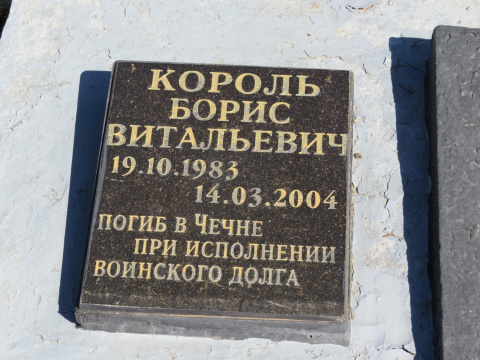 КОРОЛЬ
БОРИС
ВИТАЛЬЕВИЧ
19.10.1983
14.03.2004
ПОГИБ В ЧЕЧНЕ
ПРИ ИСПОЛНЕНИИ
ВОИНСКОГО ДОЛГА